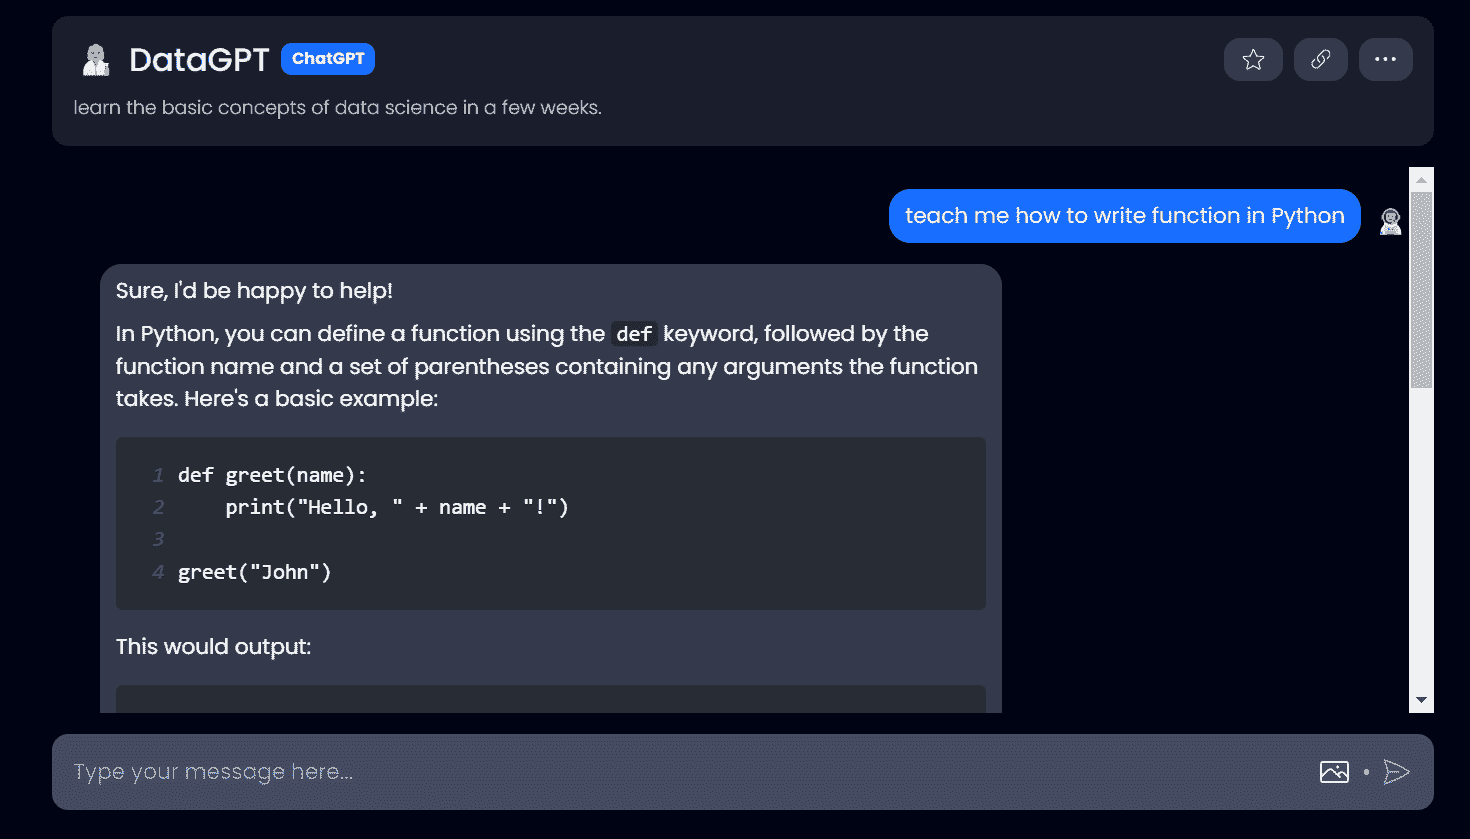 DataGPT ChatGPT
learn the basic concepts of data science in a few weeks.
teach me how to write function in Python
Sure, I'd be happy to help!
In Python, you can define a function using the def keyword, followed by the
function name and a set of parentheses containing any arguments the function
takes. Here's a basic example:
1 def greet(name):
2     print("Hello, " + name + "!")
3
4 greet("John")
This would output:
Type your message here...